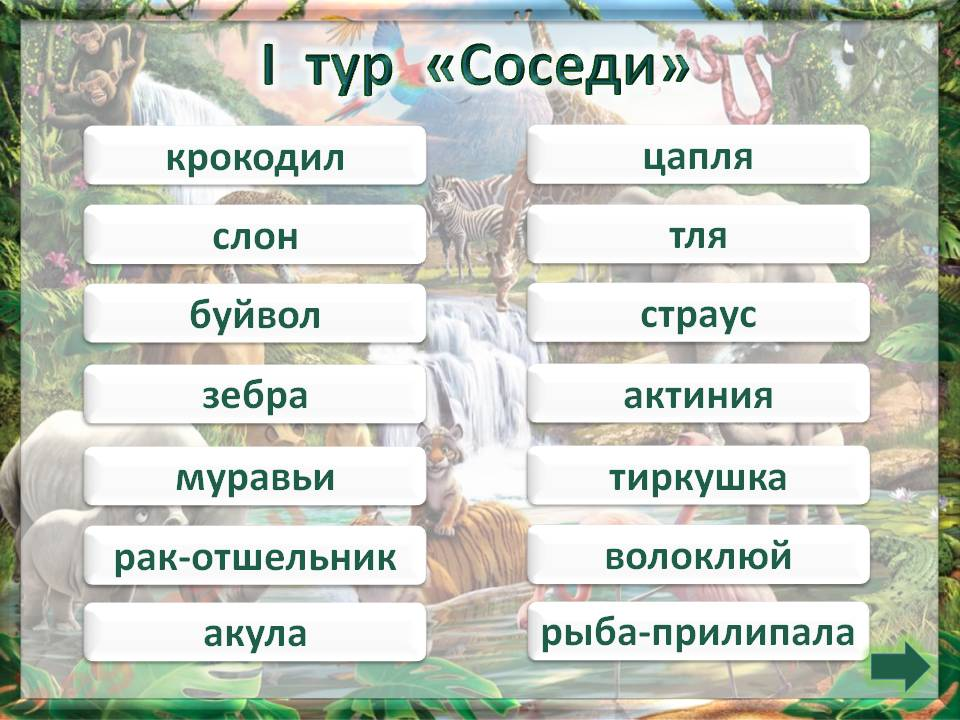 I тур «Соседи»
крокодил
цапля
слон
тля
буйвол
страус
зебра
актиния
муравьи
тиркушка
рак-отшельник
волоклюй
акула
рыба-прилипала